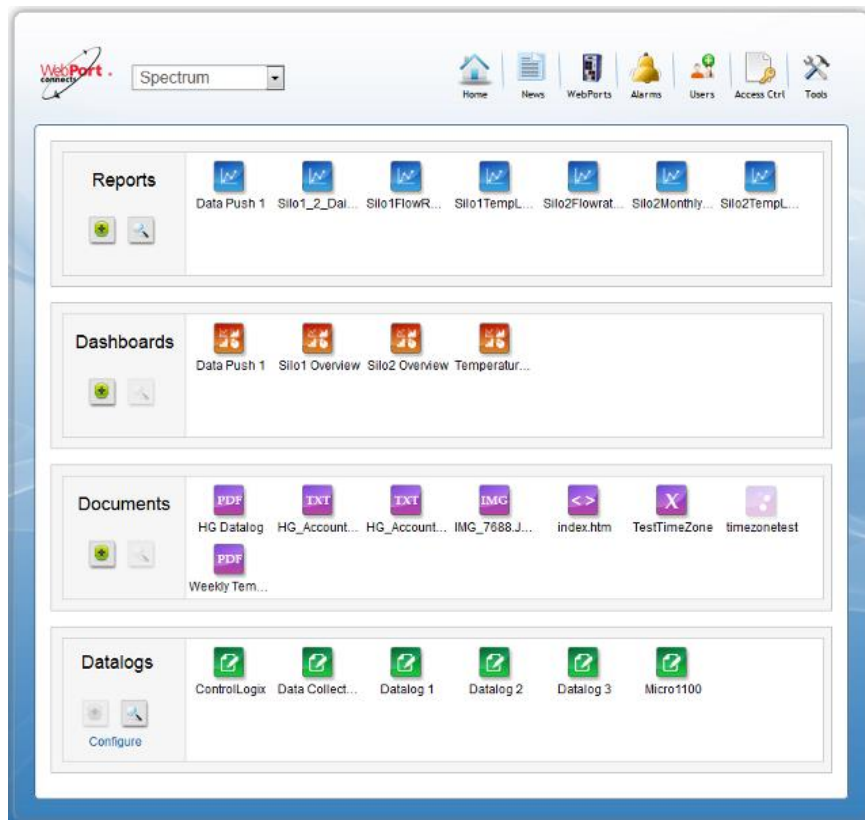 WebPort.
connects
Spectrum
Home News WebPorts Alarms Users Access Ctrl Tools
Reports
Data Push 1 Silo1_2_Dai... Silo1FlowR... Silo1TempL... Silo2Flowrat... Silo2Monthly... Silo2TempL...
Dashboards
Data Push 1 Silo1 Overview Silo2 Overview Temperatur...
Documents
PDF TXT TXT IMG < > X
HG Datalog HG_Account... HG_Account... IMG_7688.J... index.htm TestTimeZone timezonetest
PDF
Weekly Tem...
Datalogs
ControlLogix Data Collect... Datalog 1 Datalog 2 Datalog 3 Micro1100
Configure